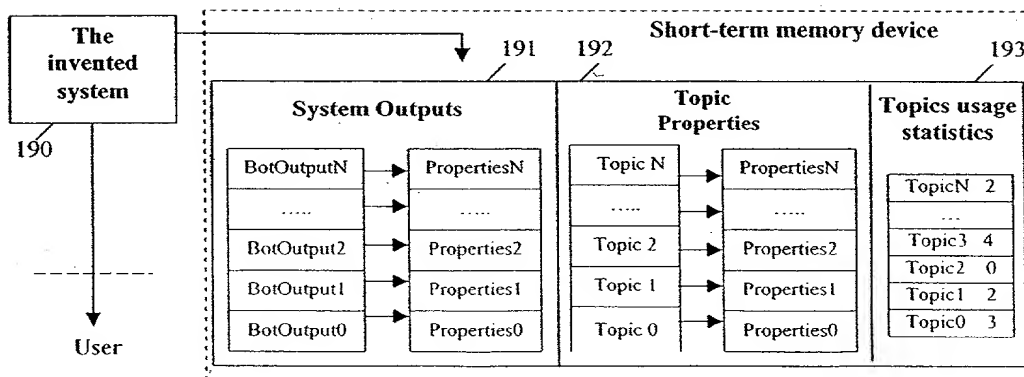 The
invented
system
190
User
Short-term memory device
191
192
193
System Outputs
BotOutputN
.....
BotOutput2
BotOutput1
BotOutput0
PropertiesN
.....
Properties2
Properties1
Properties0
Topic
Properties
Topic N
.....
Topic 2
Topic 1
Topic 0
PropertiesN
.....
Properties2
Properties1
Properties0
Topics usage
statistics
TopicN 2
...
Topic3 4
Topic2 0
Topic1 2
Topic0 3